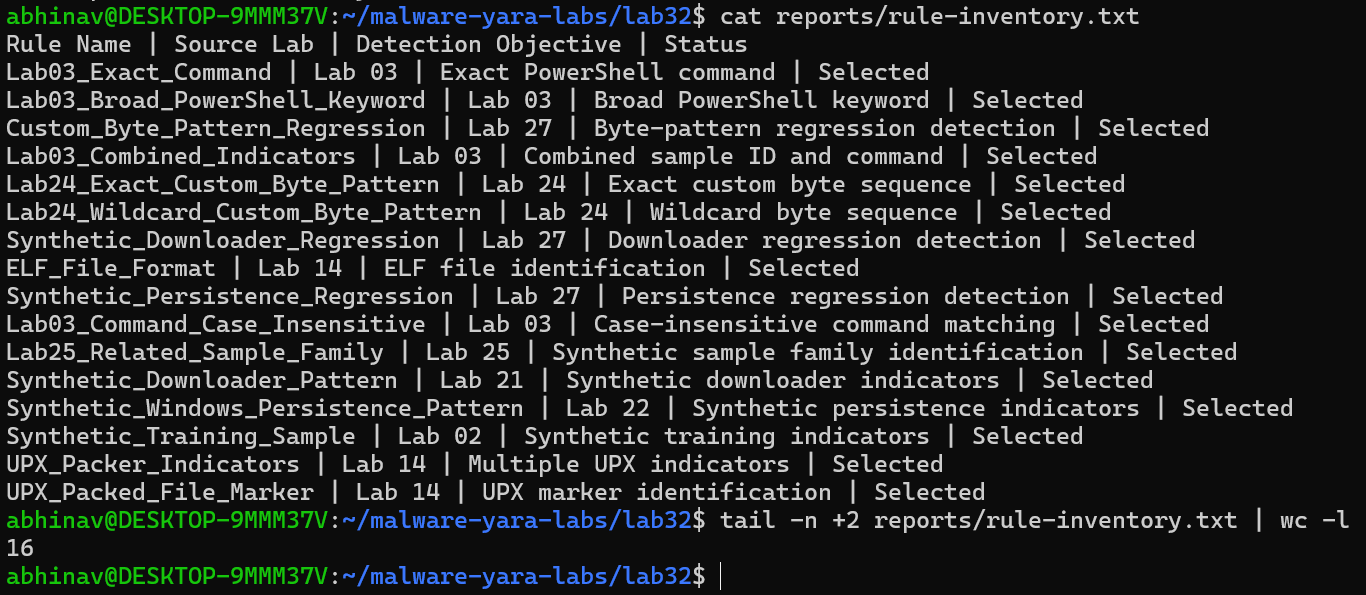 abhinav@DESKTOP-9MMM37V:~/malware-yara-labs/lab32$ cat reports/rule-inventory.txt
Rule Name | Source Lab | Detection Objective | Status
Lab03_Exact_Command | Lab 03 | Exact PowerShell command | Selected
Lab03_Broad_PowerShell_Keyword | Lab 03 | Broad PowerShell keyword | Selected
Custom_Byte_Pattern_Regression | Lab 27 | Byte-pattern regression detection | Selected
Lab03_Combined_Indicators | Lab 03 | Combined sample ID and command | Selected
Lab24_Exact_Custom_Byte_Pattern | Lab 24 | Exact custom byte sequence | Selected
Lab24_Wildcard_Custom_Byte_Pattern | Lab 24 | Wildcard byte sequence | Selected
Synthetic_Downloader_Regression | Lab 27 | Downloader regression detection | Selected
ELF_File_Format | Lab 14 | ELF file identification | Selected
Synthetic_Persistence_Regression | Lab 27 | Persistence regression detection | Selected
Lab03_Command_Case_Insensitive | Lab 03 | Case-insensitive command matching | Selected
Lab25_Related_Sample_Family | Lab 25 | Synthetic sample family identification | Selected
Synthetic_Downloader_Pattern | Lab 21 | Synthetic downloader indicators | Selected
Synthetic_Windows_Persistence_Pattern | Lab 22 | Synthetic persistence indicators | Selected
Synthetic_Training_Sample | Lab 02 | Synthetic training indicators | Selected
UPX_Packer_Indicators | Lab 14 | Multiple UPX indicators | Selected
UPX_Packed_File_Marker | Lab 14 | UPX marker identification | Selected
abhinav@DESKTOP-9MMM37V:~/malware-yara-labs/lab32$ tail -n +2 reports/rule-inventory.txt | wc -l
16
abhinav@DESKTOP-9MMM37V:~/malware-yara-labs/lab32$